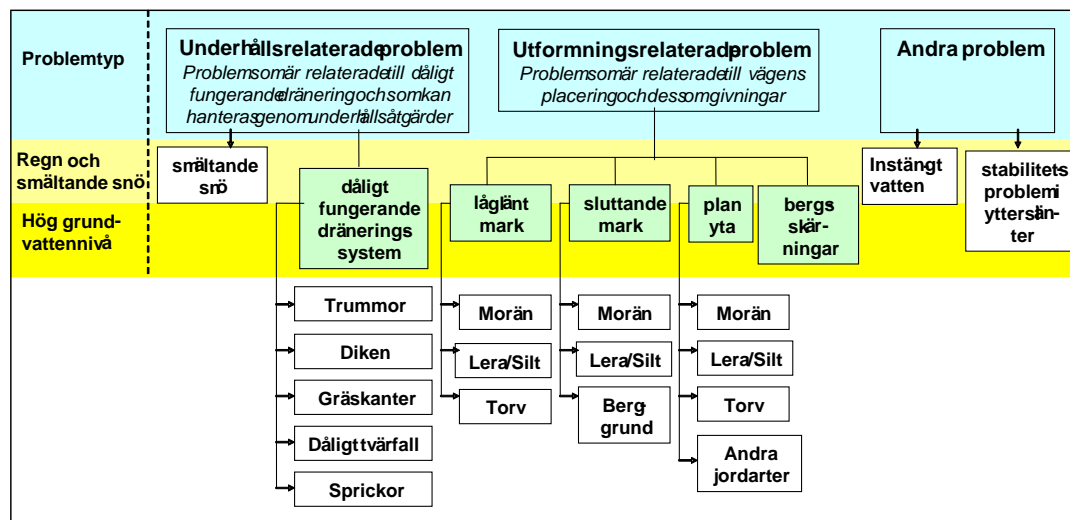 Problemtyp
Underhållsrelaterade problem
Problem som är relaterade till dåligt
fungerande dränering och som kan
hanteras genom underhållsåtgärder
Utformningsrelaterade problem
Problem som är relaterade till vägens
placering och dess omgivningar
Andra problem
Regn och
smältande snö
Hög grund-
vattennivå
smältande
snö
dåligt
fungerande
dränerings
system
låglänt
mark
sluttande
mark
plan
yta
bergs
skär-
ningar
Instängt
vatten
stabilitets-
problem i
ytterslän-
ter
Trummor
Diken
Gräskanter
Dåligt tvärfall
Sprickor
Morän
Lera/Silt
Torv
Morän
Lera/Silt
Berg-
grund
Morän
Lera/Silt
Torv
Andra
jordarter